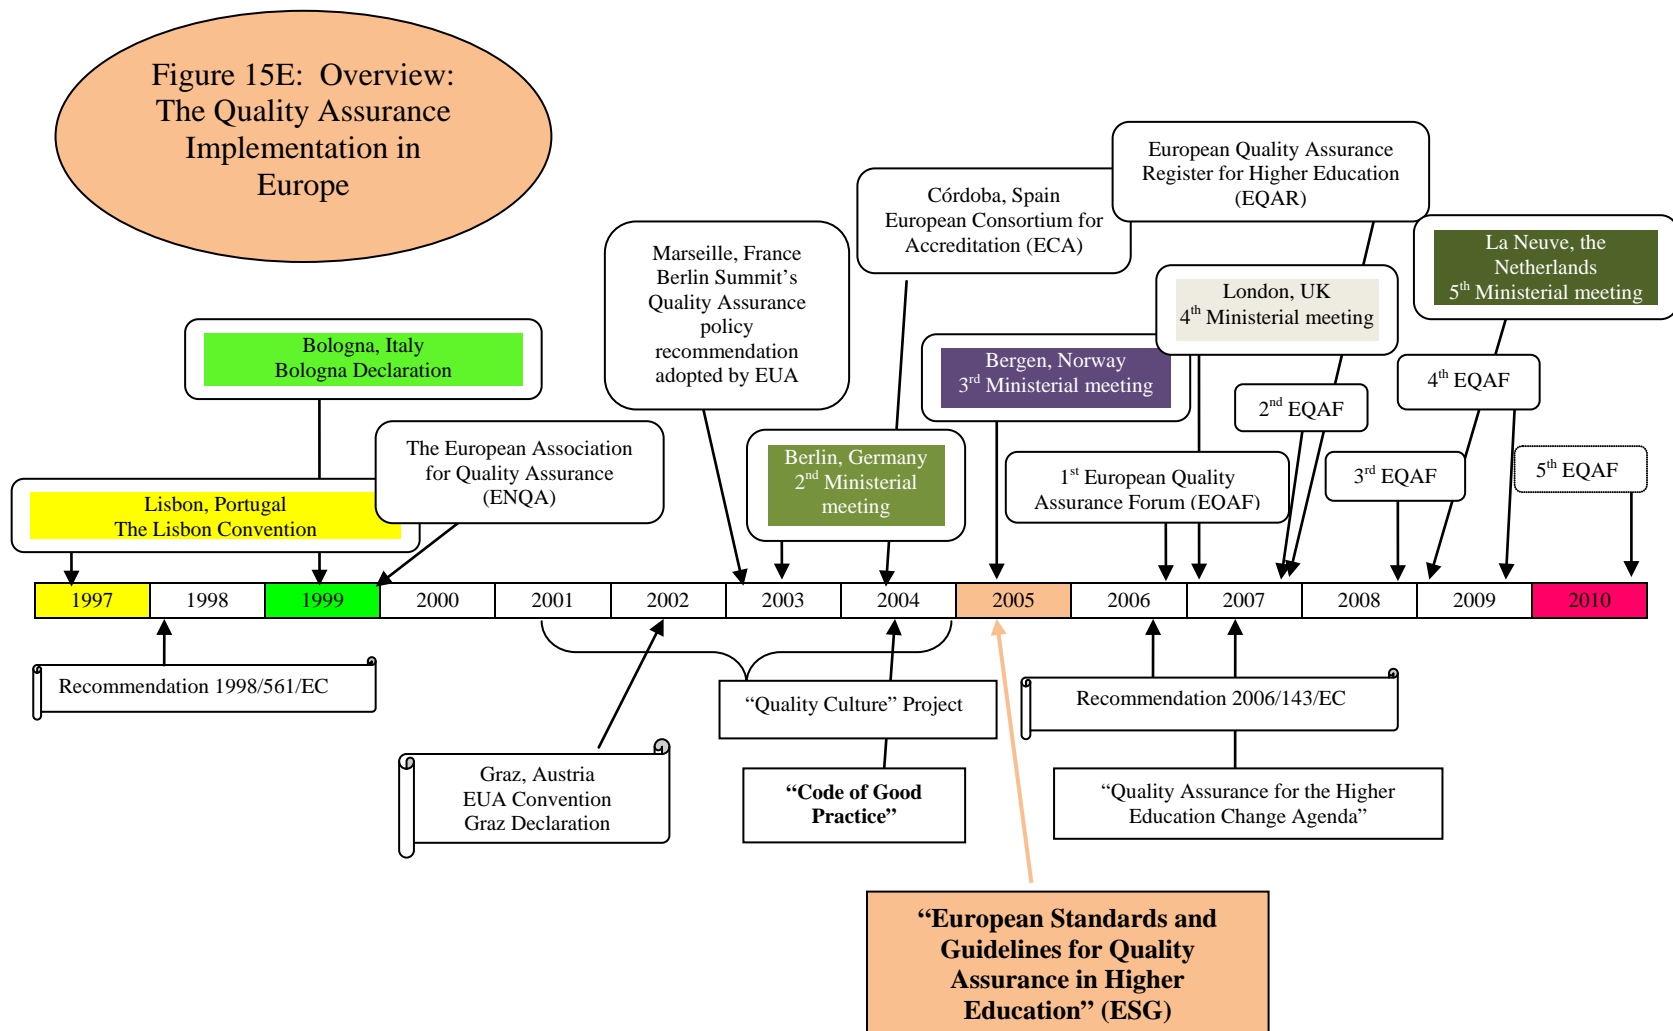 Figure 15E: Overview:
The Quality Assurance
Implementation in
Europe
European Quality Assurance
Register for Higher Education
(EQAR)
Córdoba, Spain
European Consortium for
Accreditation (ECA)
Marseille, France
Berlin Summit’s
Quality Assurance
policy
recommendation
adopted by EUA
La Neuve, the
Netherlands
5th Ministerial meeting
London, UK
4th Ministerial meeting
Bologna, Italy
Bologna Declaration
Bergen, Norway
3rd Ministerial meeting
4th EQAF
2nd EQAF
The European Association
for Quality Assurance
(ENQA)
Berlin, Germany
2nd Ministerial
meeting
1st European Quality
Assurance Forum (EQAF)
3rd EQAF
5th EQAF
Lisbon, Portugal
The Lisbon Convention
1997 1998 1999 2000 2001 2002 2003 2004 2005 2006 2007 2008 2009 2010
Recommendation 1998/561/EC
“Quality Culture” Project
Recommendation 2006/143/EC
Graz, Austria
EUA Convention
Graz Declaration
“Code of Good
Practice”
“Quality Assurance for the Higher
Education Change Agenda”
“European Standards and
Guidelines for Quality
Assurance in Higher
Education” (ESG)